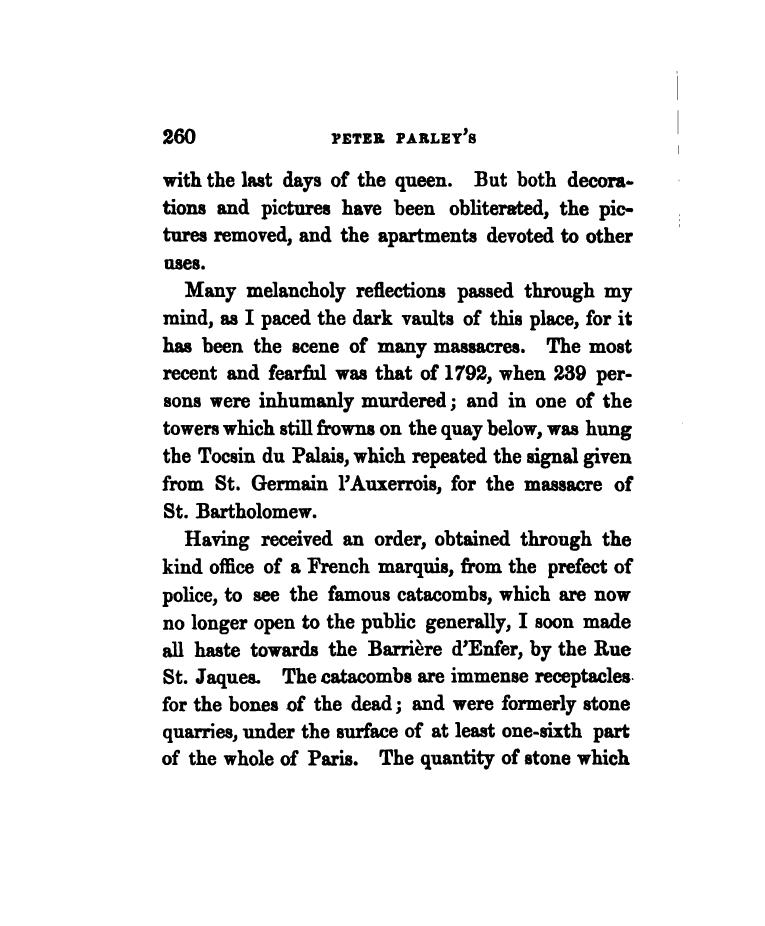 260 PETER PARLEY'S
with the last days of the queen. But both decora-
tions and pictures have been obliterated, the pic-
tures removed, and the apartments devoted to other
uses.
Many melancholy reflections passed through my
mind, as I paced the dark vaults of this place, for it
has been the scene of many massacres. The most
recent and fearful was that of 1792, when 239 per-
sons were inhumanly murdered; and in one of the
towers which still frowns on the quay below, was hung
the Tocsin du Palais, which repeated the signal given
from St. Germain l'Auxerrois, for the massacre of
St. Bartholomew.
Having received an order, obtained through the
kind office of a French marquis, from the prefect of
police, to see the famous catacombs, which are now
no longer open to the public generally, I soon made
all haste towards the Barrière d'Enfer, by the Rue
St. Jaques. The catacombs are immense receptacles
for the bones of the dead; and were formerly stone
quarries, under the surface of at least one-sixth part
of the whole of Paris. The quantity of stone which